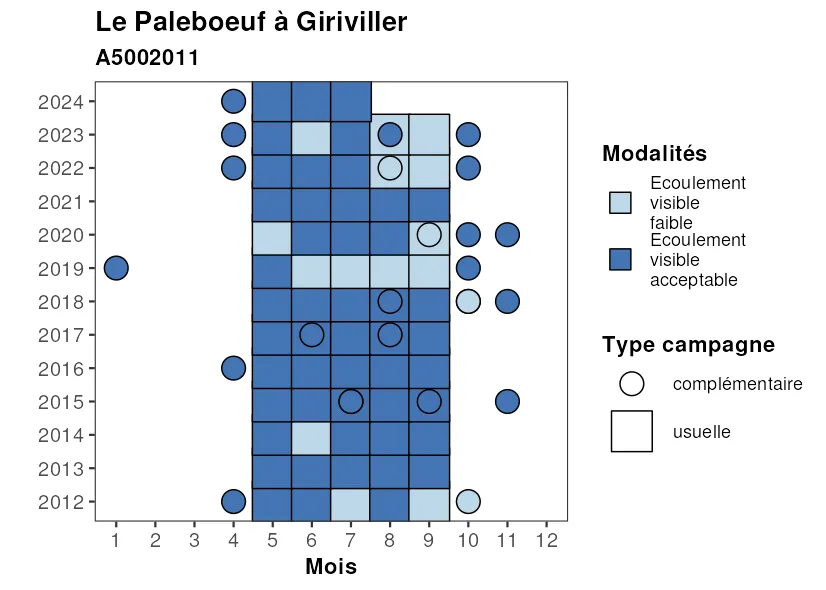 Le Paleboeuf à Giriviller
A5002011
2024
2023
2022
2021
2020
2019
2018
2017
2016
2015
2014
2013
2012
1 2 3 4 5 6 7 8 9 10 11 12
Mois
Modalités
Ecoulement
visible
faible
Ecoulement
visible
acceptable
Type campagne
complémentaire
usuelle